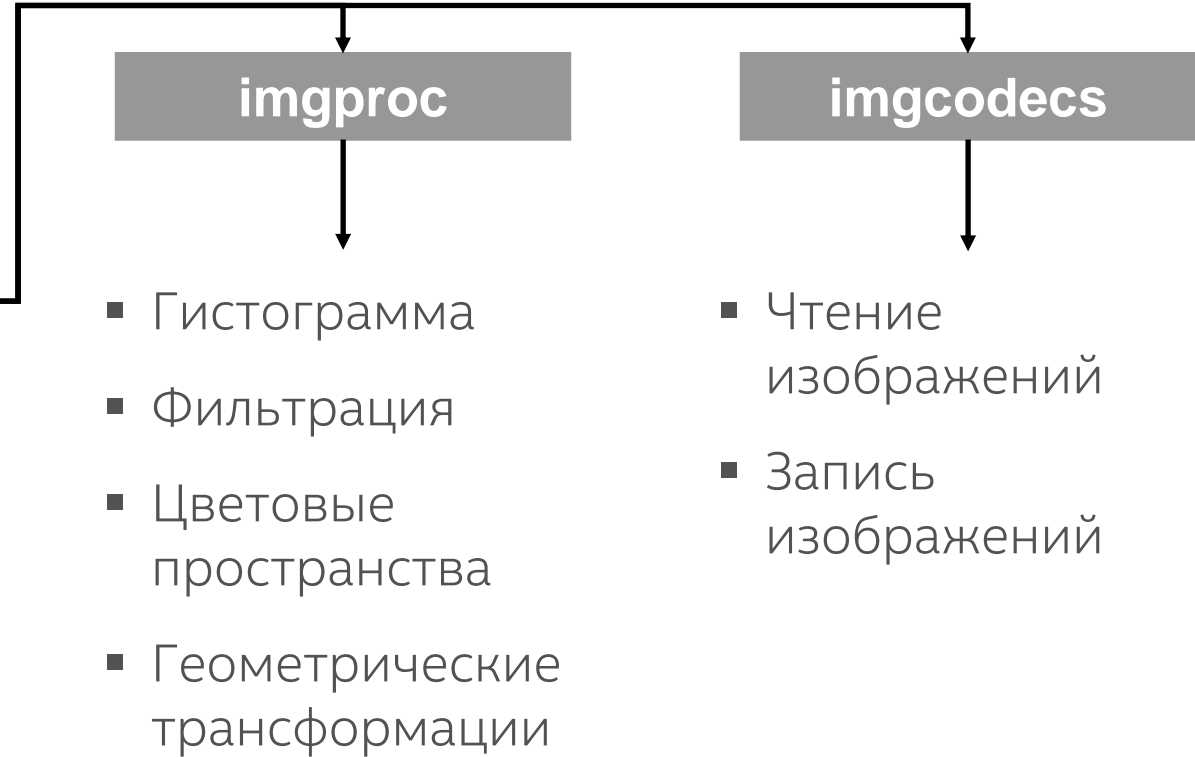 imgproc
Гистограмма
Фильтрация
Цветовые
пространства
Геометрические
трансформации
imgcodecs
Чтение
изображений
Запись
изображений